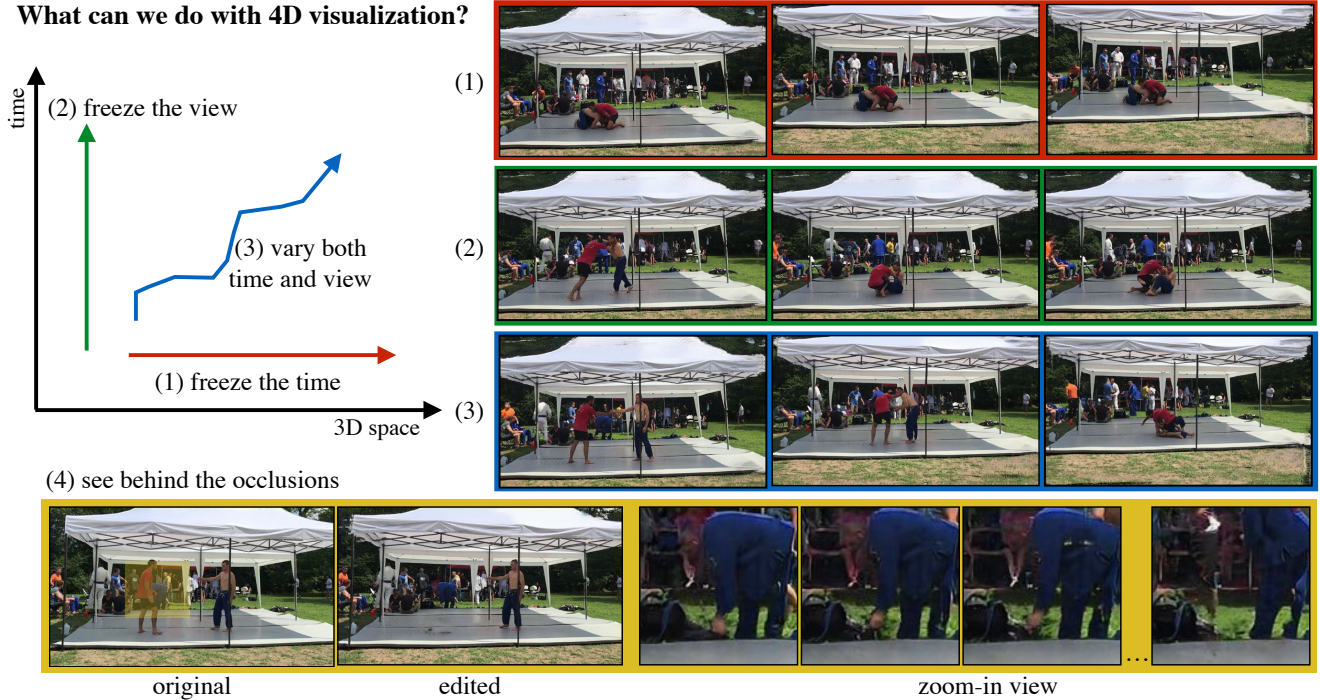 What can we do with 4D visualization?
time
(2) freeze the view
(3) vary both
time and view
(1) freeze the time
3D space
(1)
(2)
(3)
(4) see behind the occlusions
...
original
edited
zoom-in view